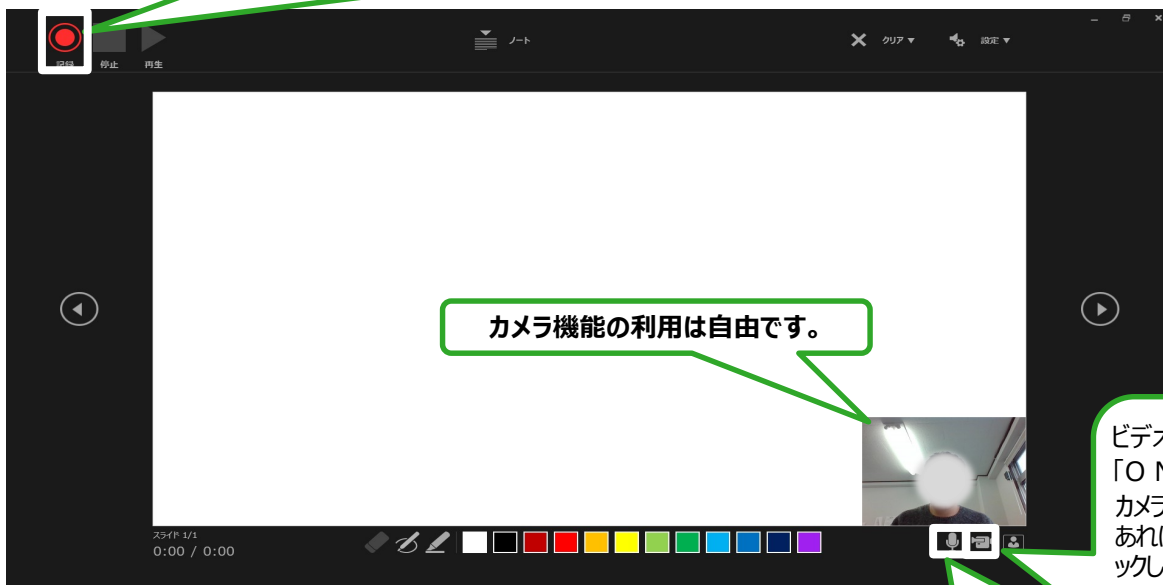 ノート
クリア ▼
設定 ▼
記録
停止
再生
カメラ機能の利用は自由です。
ビデオ
「ON
カメラ
あれば
ックし
スライド 1/1
0:00 / 0:00